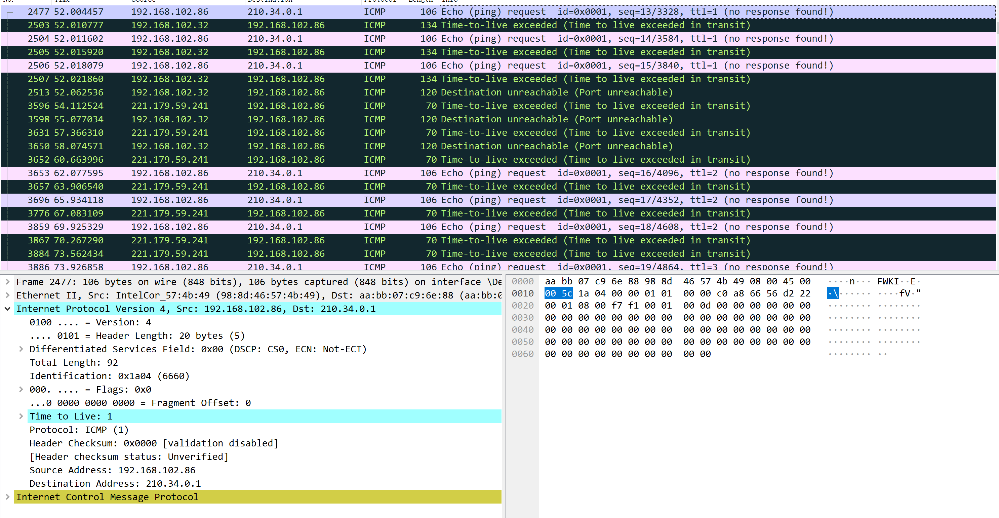 No. Time Source Destination Protocol Length Info
2477 52.004457 192.168.102.86 210.34.0.1 ICMP 106 Echo (ping) request id=0x0001, seq=13/3328, ttl=1 (no response found!)
2503 52.010777 192.168.102.32 192.168.102.86 ICMP 134 Time-to-live exceeded (Time to live exceeded in transit)
2504 52.011602 192.168.102.86 210.34.0.1 ICMP 106 Echo (ping) request id=0x0001, seq=14/3584, ttl=1 (no response found!)
2505 52.015920 192.168.102.32 192.168.102.86 ICMP 134 Time-to-live exceeded (Time to live exceeded in transit)
2506 52.018079 192.168.102.86 210.34.0.1 ICMP 106 Echo (ping) request id=0x0001, seq=15/3840, ttl=1 (no response found!)
2507 52.021860 192.168.102.32 192.168.102.86 ICMP 134 Time-to-live exceeded (Time to live exceeded in transit)
2513 52.062536 192.168.102.32 192.168.102.86 ICMP 120 Destination unreachable (Port unreachable)
3596 54.112524 221.179.59.241 192.168.102.86 ICMP 70 Time-to-live exceeded (Time to live exceeded in transit)
3598 55.077034 192.168.102.32 192.168.102.86 ICMP 120 Destination unreachable (Port unreachable)
3631 57.366310 221.179.59.241 192.168.102.86 ICMP 70 Time-to-live exceeded (Time to live exceeded in transit)
3650 58.074571 192.168.102.32 192.168.102.86 ICMP 120 Destination unreachable (Port unreachable)
3652 60.663996 221.179.59.241 192.168.102.86 ICMP 70 Time-to-live exceeded (Time to live exceeded in transit)
3653 62.077595 192.168.102.86 210.34.0.1 ICMP 106 Echo (ping) request id=0x0001, seq=16/4096, ttl=2 (no response found!)
3657 63.906540 221.179.59.241 192.168.102.86 ICMP 70 Time-to-live exceeded (Time to live exceeded in transit)
3696 65.934118 192.168.102.86 210.34.0.1 ICMP 106 Echo (ping) request id=0x0001, seq=17/4352, ttl=2 (no response found!)
3776 67.083109 221.179.59.241 192.168.102.86 ICMP 70 Time-to-live exceeded (Time to live exceeded in transit)
3859 69.925329 192.168.102.86 210.34.0.1 ICMP 106 Echo (ping) request id=0x0001, seq=18/4608, ttl=2 (no response found!)
3867 70.267290 221.179.59.241 192.168.102.86 ICMP 70 Time-to-live exceeded (Time to live exceeded in transit)
3884 73.562434 221.179.59.241 192.168.102.86 ICMP 70 Time-to-live exceeded (Time to live exceeded in transit)
3886 73.926858 192.168.102.86 210.34.0.1 ICMP 106 Echo (ping) request id=0x0001, seq=19/4864, ttl=3 (no response found!)
Frame 2477: 106 bytes on wire (848 bits), 106 bytes captured (848 bits) on interface \De
Ethernet II, Src: IntelCor_57:4b:49 (98:8d:46:57:4b:49), Dst: aa:bb:07:c9:6e:88 (aa:bb:0
Internet Protocol Version 4, Src: 192.168.102.86, Dst: 210.34.0.1
0100 .... = Version: 4
.... 0101 = Header Length: 20 bytes (5)
Differentiated Services Field: 0x00 (DSCP: CS0, ECN: Not-ECT)
Total Length: 92
Identification: 0x1a04 (6660)
000. .... = Flags: 0x0
...0 0000 0000 0000 = Fragment Offset: 0
Time to Live: 1
Protocol: ICMP (1)
Header Checksum: 0x0000 [validation disabled]
[Header checksum status: Unverified]
Source Address: 192.168.102.86
Destination Address: 210.34.0.1
Internet Control Message Protocol
0000 aa bb 07 c9 6e 88 98 8d 46 57 4b 49 08 00 45 00 ····n··· FWKI··E·
0010 00 5c 1a 04 00 00 01 01 00 00 c0 a8 66 56 d2 22 ·\······ ····fV·"
0020 00 01 08 00 f7 f1 00 01 00 0d 00 00 00 00 00 00 ········ ········
0030 00 00 00 00 00 00 00 00 00 00 00 00 00 00 00 00 ········ ········
0040 00 00 00 00 00 00 00 00 00 00 00 00 00 00 00 00 ········ ········
0050 00 00 00 00 00 00 00 00 00 00 00 00 00 00 00 00 ········ ········
0060 00 00 00 00 00 00 00 00 00 00 ········ ··